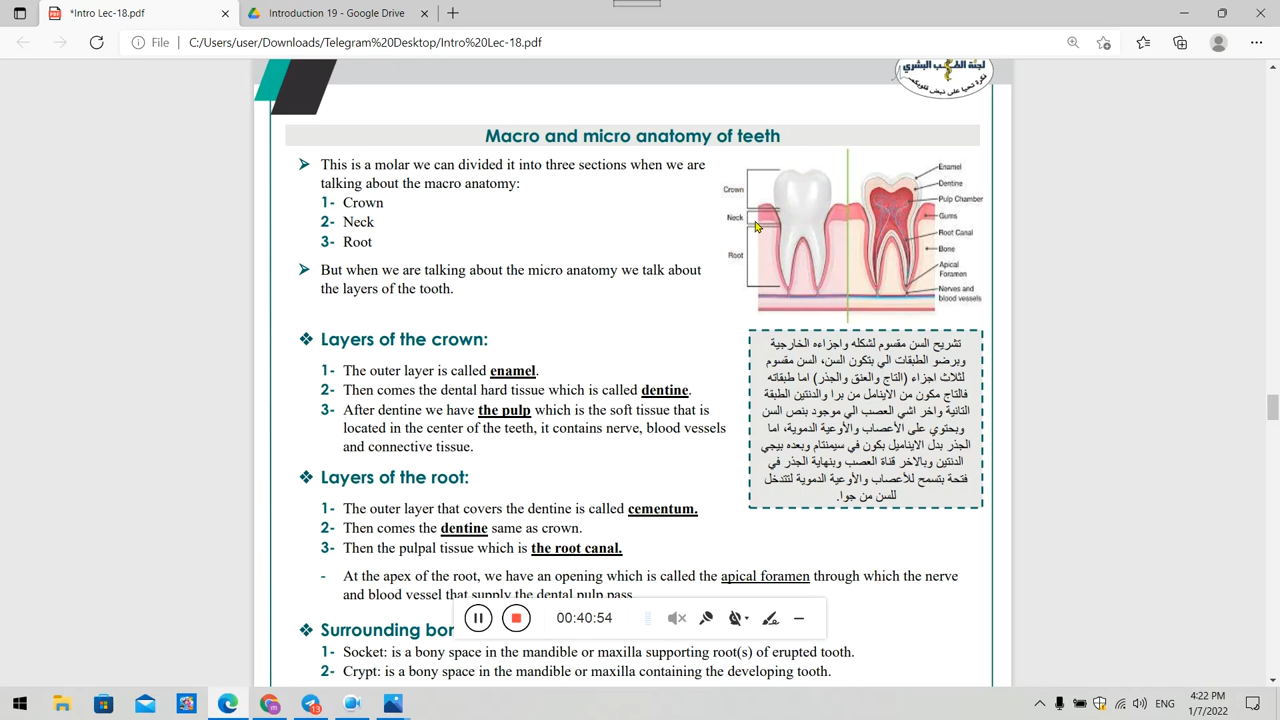 *Intro Lec-18.pdf
Introduction 19 - Google Drive
File
C:/Users/user/Downloads/Telegram%20Desktop/Intro%20Lec-18.pdf
لجنة الطب البشري
فكرة تحيا على نبض قلوبكم
Macro and micro anatomy of teeth
➢ This is a molar we can divided it into three sections when we are
talking about the macro anatomy:
1- Crown
2- Neck
3- Root
➢ But when we are talking about the micro anatomy we talk about
the layers of the tooth.
Crown
Neck
Root
Enamel
Dentine
Pulp Chamber
Gums
Root Canal
Bone
Apical
Foramen
Nerves and
blood vessels
❖ Layers of the crown:
1- The outer layer is called enamel.
2- Then comes the dental hard tissue which is called dentine.
3- After dentine we have the pulp which is the soft tissue that is
located in the center of the teeth, it contains nerve, blood vessels
and connective tissue.
تشريح السن مقسوم لشكله واجزاءه الخارجية
وبرضو الطبقات الي بتكون السن، السن مقسوم
لثلاث اجزاء (التاج والعنق والجذر) اما طبقاته
فالتاج مكون من الاينامل من برا والدنتين الطبقة
التانية واخر اشي العصب الي موجود بنص السن
وبحتوي على الأعصاب والأوعية الدموية، اما
الجذر بدل الايناميل بكون في سيمنتام وبعده بيجي
الدنتين وبالاخر قناة العصب وبنهاية الجذر في
فتحة بتسمح للأعصاب والأوعية الدموية لتتدخل
للسن من جوا.
❖ Layers of the root:
1- The outer layer that covers the dentine is called cementum.
2- Then comes the dentine same as crown.
3- Then the pulpal tissue which is the root canal.
- At the apex of the root, we have an opening which is called the apical foramen through which the nerve
and blood vessel that supply the dental pulp pass.
00:40:54
❖ Surrounding bon
1- Socket: is a bony space in the mandible or maxilla supporting root(s) of erupted tooth.
2- Crypt: is a bony space in the mandible or maxilla containing the developing tooth.
13
ENG
4:22 PM
1/7/2022